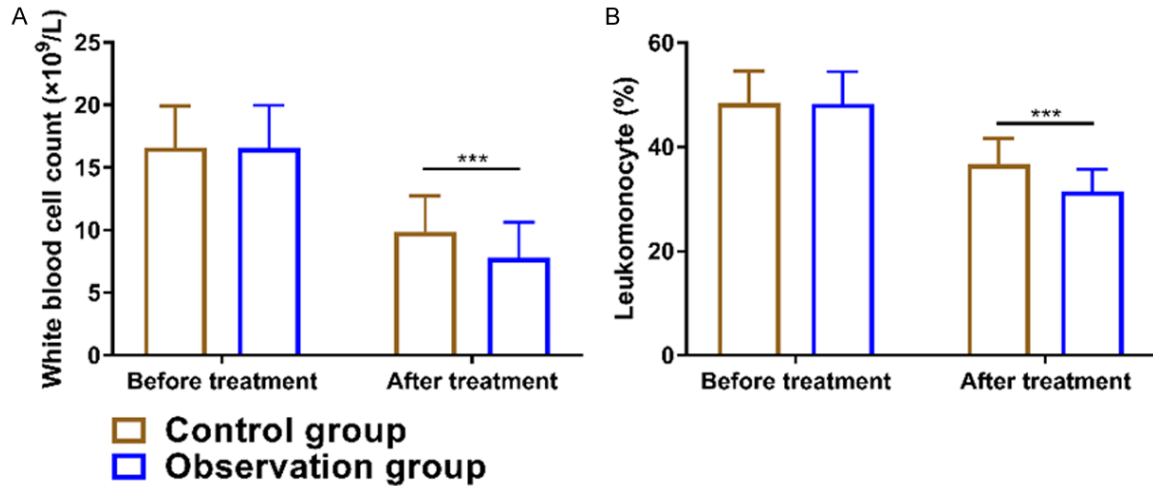 A
White blood cell count (×10⁹/L)
25
20
15
10
5
0
***
Before treatment
After treatment
B
Leukomonocyte (%)
60
40
20
0
***
Before treatment
After treatment
Control group
Observation group